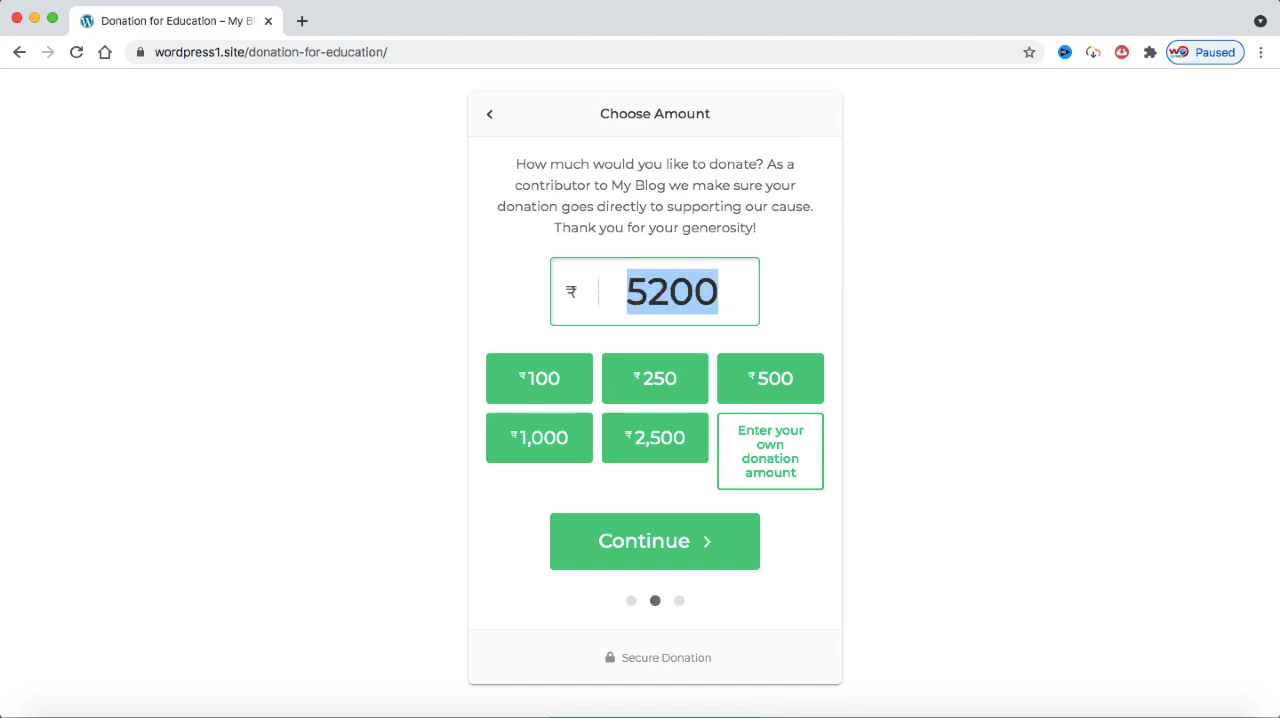 Donation for Education – My Bl
wordpress1.site/donation-for-education/
Paused
Choose Amount
How much would you like to donate? As a
contributor to My Blog we make sure your
donation goes directly to supporting our cause.
Thank you for your generosity!
₹ 5200
₹100 ₹250 ₹500
₹1,000 ₹2,500 Enter your
own
donation
amount
Continue
Secure Donation